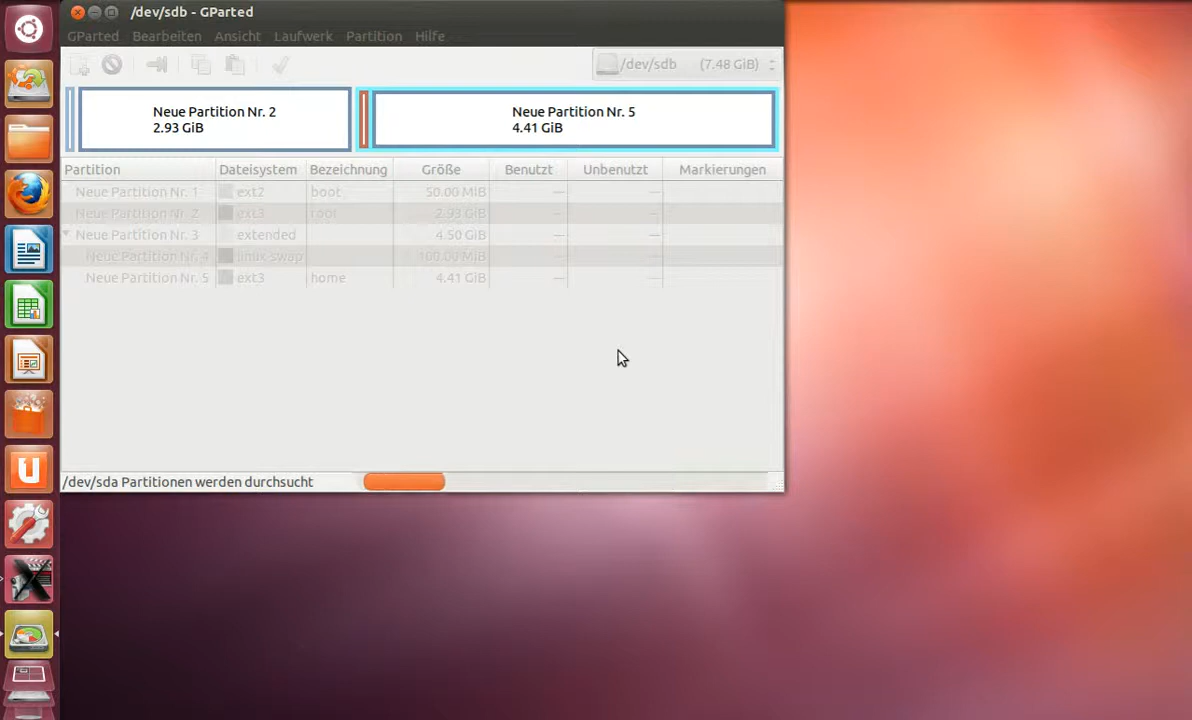 /dev/sdb - GParted
GParted Bearbeiten Ansicht Laufwerk Partition Hilfe
/dev/sdb (7.48 GiB)
Neue Partition Nr. 2
2.93 GiB
Neue Partition Nr. 5
4.41 GiB
Partition Dateisystem Bezeichnung Größe Benutzt Unbenutzt Markierungen
Neue Partition Nr. 1 ext2 boot 50.00 MiB — —
Neue Partition Nr. 2 ext3 root 2.93 GiB — —
Neue Partition Nr. 3 extended 4.50 GiB — —
Neue Partition Nr. 4 linux-swap 100.00 MiB — —
Neue Partition Nr. 5 ext3 home 4.41 GiB — —
/dev/sda Partitionen werden durchsucht